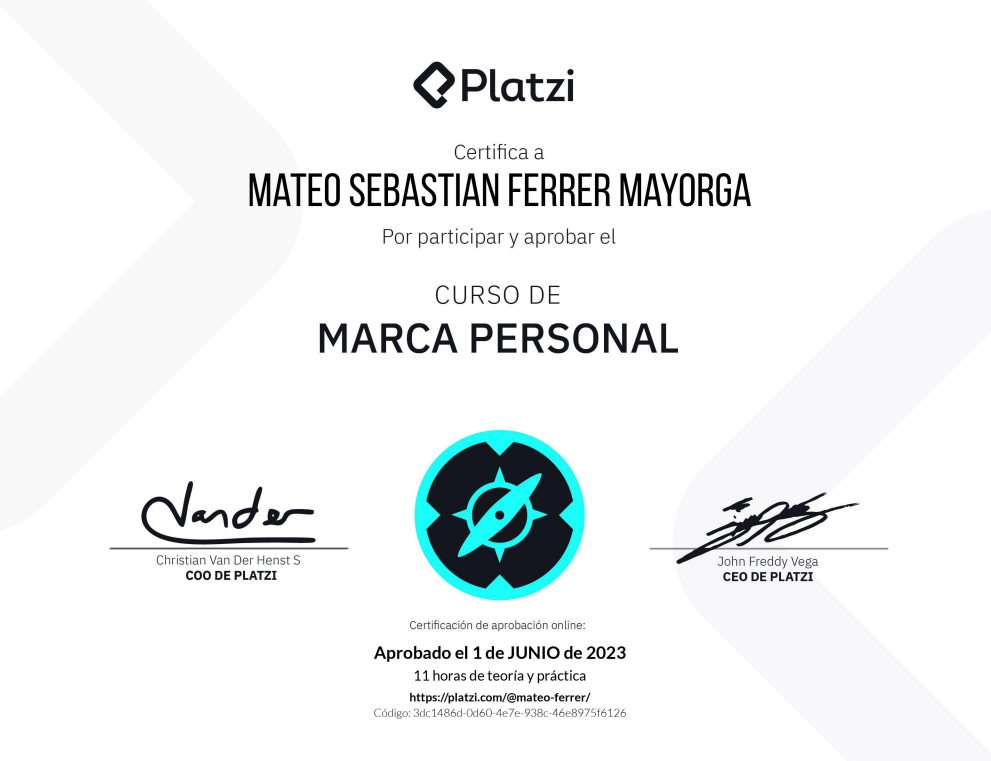 Platzi
Certifica a
MATEO SEBASTIAN FERRER MAYORGA
Por participar y aprobar el
CURSO DE
MARCA PERSONAL
Vander
Christian Van Der Henst S
COO DE PLATZI
John Freddy Vega
CEO DE PLATZI
Certificación de aprobación online:
Aprobado el 1 de JUNIO de 2023
11 horas de teoría y práctica
https://platzi.com/@mateo-ferrer/
Código: 3dc1486d-0d60-4e7e-938c-46e8975f6126